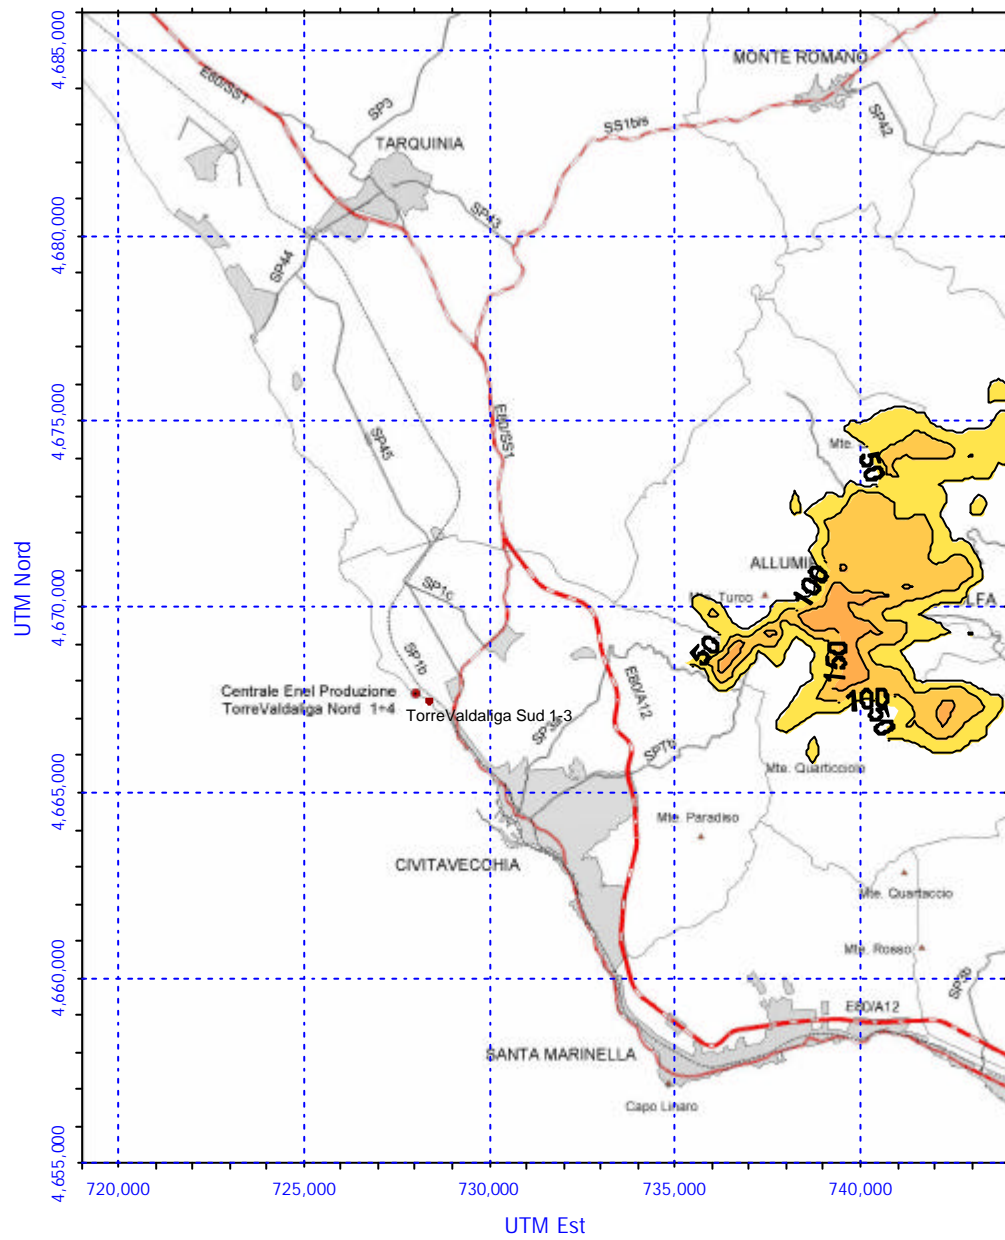 4,685,000
MONTE ROMANO
E80/SS1
SP3
SP42
SS1bis
TARQUINIA
SP43
4,680,000
SP44
4,675,000
E80/SS1
SP45
Mte.
50
ALLUMIE
100
4,670,000
SP1c
Mte. Turco
LFA
50
SP1b
150
E80/A12
Centrale Enel Produzione
TorreValdaliga Nord 1÷4
TorreValdaliga Sud 1-3
100
50
SP7b
Mte. Quarticciolo
4,665,000
Mte. Paradiso
CIVITAVECCHIA
Mte. Quartaccio
Mte. Rosso
4,660,000
SP3b
E80/A12
SANTA MARINELLA
Capo Linaro
4,655,000
720,000 725,000 730,000 735,000 740,000
UTM Est
UTM Nord